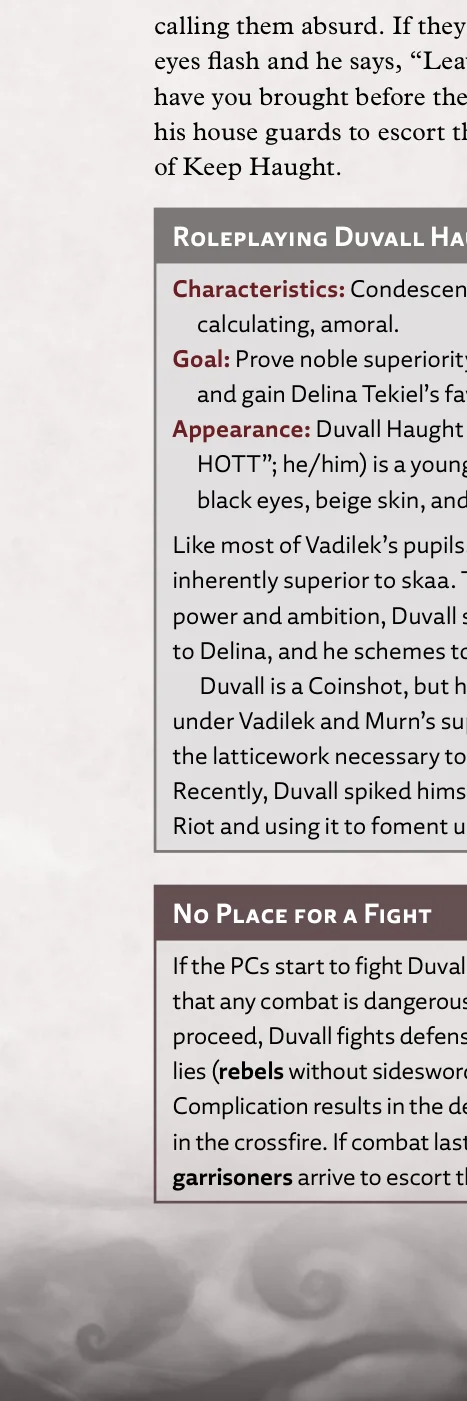 calling them absurd. If they
eyes flash and he says, “Leav
have you brought before the
his house guards to escort th
of Keep Haught.
Roleplaying Duvall Hau
Characteristics: Condescen
calculating, amoral.
Goal: Prove noble superiority
and gain Delina Tekiel’s fav
Appearance: Duvall Haught
HOTT”; he/him) is a young
black eyes, beige skin, and
Like most of Vadilek’s pupils
inherently superior to skaa. T
power and ambition, Duvall s
to Delina, and he schemes to
Duvall is a Coinshot, but h
under Vadilek and Murn’s sup
the latticework necessary to
Recently, Duvall spiked hims
Riot and using it to foment u
No Place for a Fight
If the PCs start to fight Duval
that any combat is dangerous
proceed, Duvall fights defens
lies (rebels without sidesword
Complication results in the de
in the crossfire. If combat last
garrisoners arrive to escort th